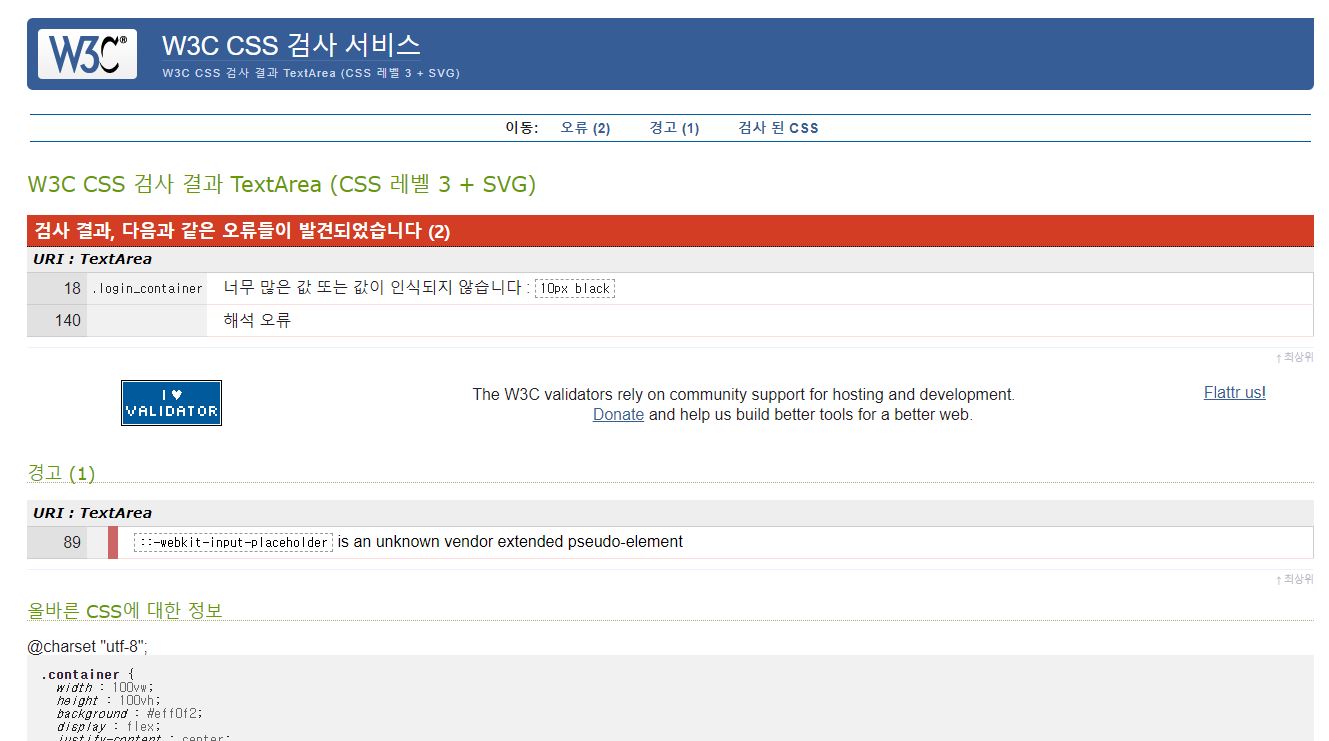 W3C®
W3C CSS 검사 서비스
W3C CSS 검사 결과 TextArea (CSS 레벨 3 + SVG)
이동: 오류 (2) 경고 (1) 검사 된 CSS
W3C CSS 검사 결과 TextArea (CSS 레벨 3 + SVG)
검사 결과, 다음과 같은 오류들이 발견되었습니다 (2)
URI : TextArea
18 .login_container 너무 많은 값 또는 값이 인식되지 않습니다 : 10px black
140 해석 오류
↑ 최상위
I ♥
VALIDATOR
The W3C validators rely on community support for hosting and development.
Donate and help us build better tools for a better web.
Flattr us!
경고 (1)
URI : TextArea
89 ::-webkit-input-placeholder is an unknown vendor extended pseudo-element
↑ 최상위
올바른 CSS에 대한 정보
@charset "utf-8";
.container {
width : 100vw;
height : 100vh;
background : #eff0f2;
display : flex;
justify-content : center;